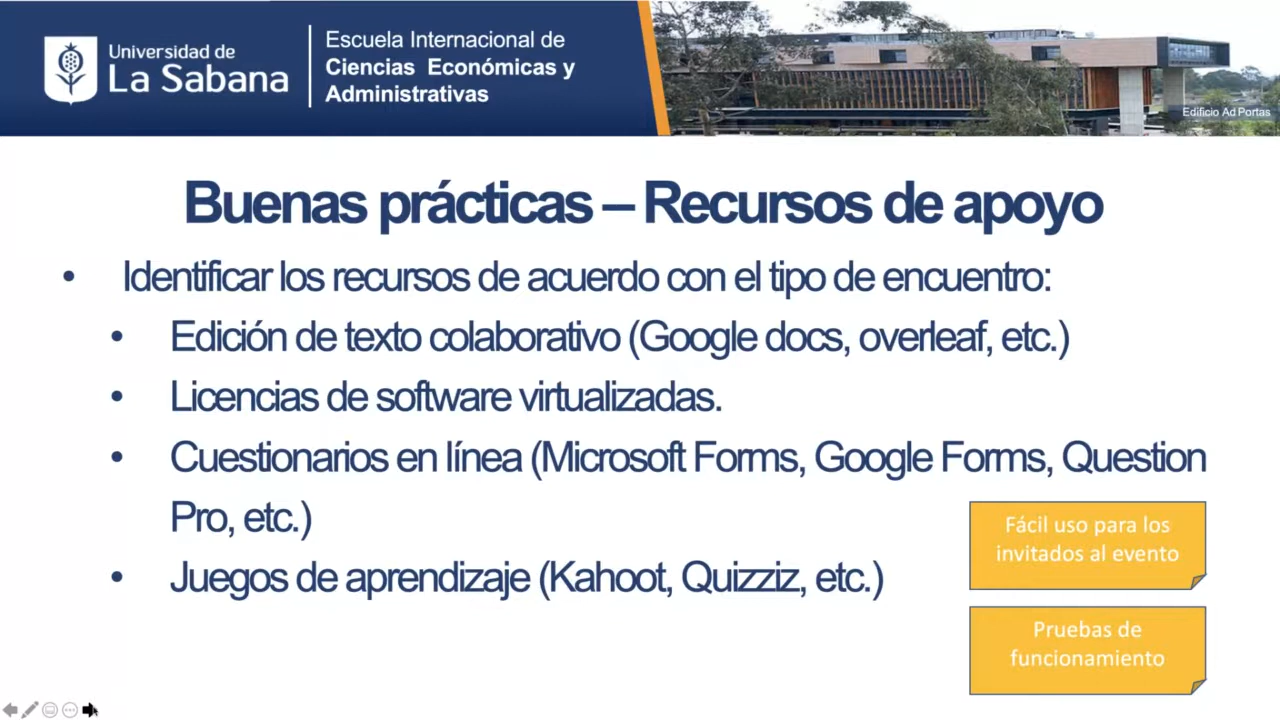 Universidad de
La Sabana
Escuela Internacional de
Ciencias Económicas y
Administrativas
Edificio Ad Portas
Buenas prácticas – Recursos de apoyo
• Identificar los recursos de acuerdo con el tipo de encuentro:
• Edición de texto colaborativo (Google docs, overleaf, etc.)
• Licencias de software virtualizadas.
• Cuestionarios en línea (Microsoft Forms, Google Forms, Question
Pro, etc.)
• Juegos de aprendizaje (Kahoot, Quizziz, etc.)
Fácil uso para los
invitados al evento
Pruebas de
funcionamiento